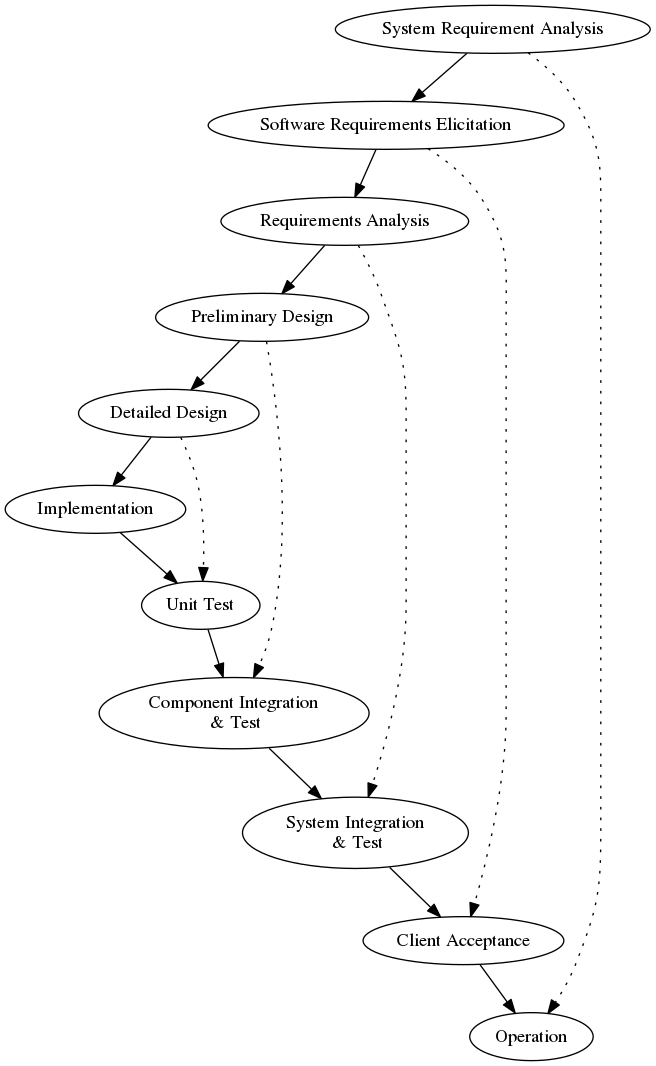 System Requirement Analysis
Software Requirements Elicitation
Requirements Analysis
Preliminary Design
Detailed Design
Implementation
Unit Test
Component Integration
& Test
System Integration
& Test
Client Acceptance
Operation